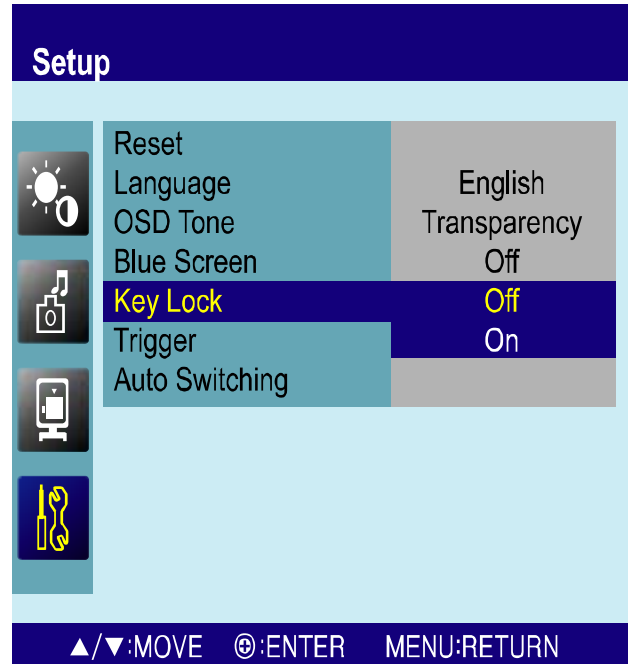 Setup
Reset
Language English
OSD Tone Transparency
Blue Screen Off
Key Lock Off
Trigger On
Auto Switching
▲/▼:MOVE ⊕:ENTER MENU:RETURN